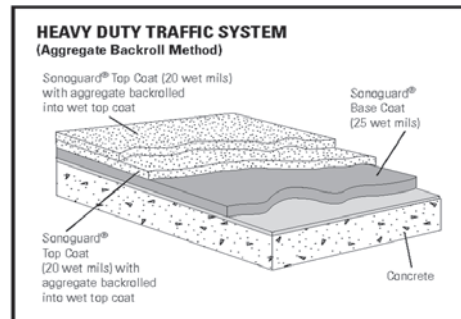 HEAVY DUTY TRAFFIC SYSTEM
(Aggregate Backroll Method)
Sonoguard® Top Coat (20 wet mils)
with aggregate backrolled
into wet top coat
Sonoguard®
Base Coat
(25 wet mils)
Sonoguard®
Top Coat
(20 wet mils) with
aggregate backrolled
into wet top coat
Concrete